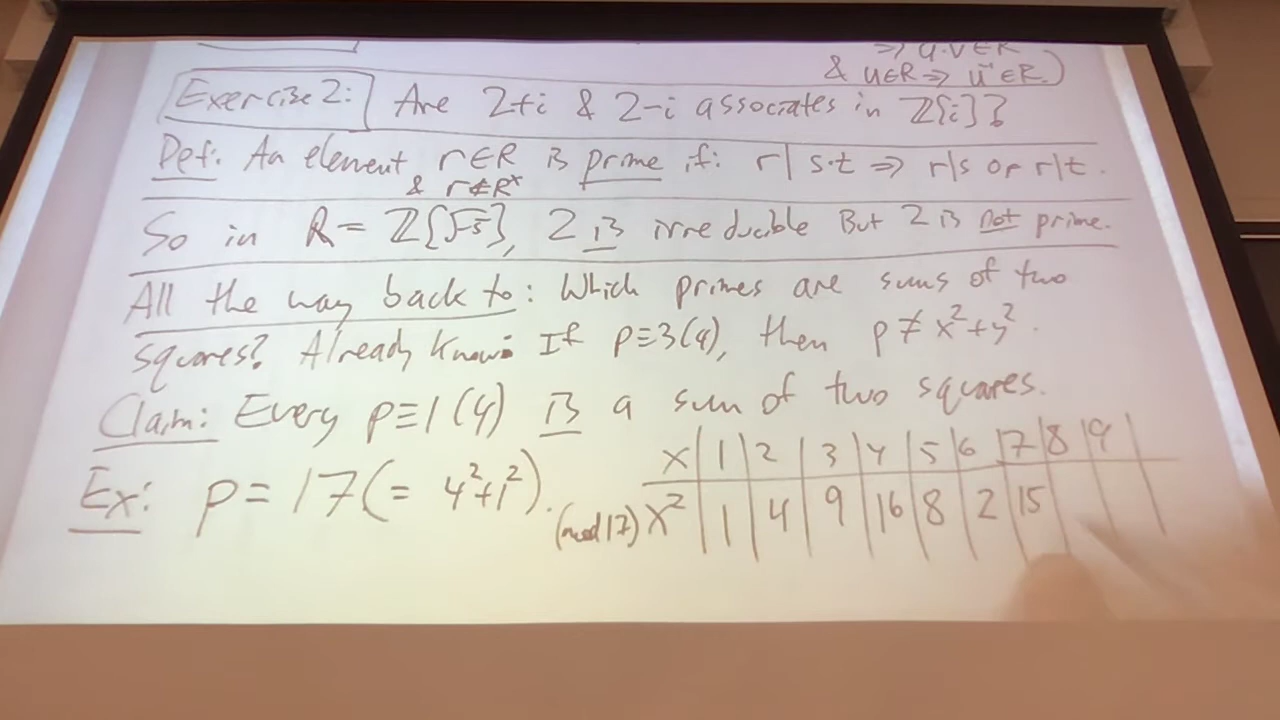 => u·v∈R
& u∈R => u⁻¹∈R.)
Exercise 2: Are 2+i & 2-i associates in Z[i]?
Def: An element r∈R is prime if: r | s·t => r|s or r|t.
& r∉R^x
So in R = Z[√-5], 2 is irreducible But 2 is not prime.
All the way back to: Which primes are sums of two
squares? Already know: If p≡3(4), then p≠x²+y².
Claim: Every p≡1(4) is a sum of two squares.
Ex: p = 17 (= 4²+1²).
x | 1 | 2 | 3 | 4 | 5 | 6 | 7 | 8 | 9
(mod 17) x² | 1 | 4 | 9 | 16 | 8 | 2 | 15